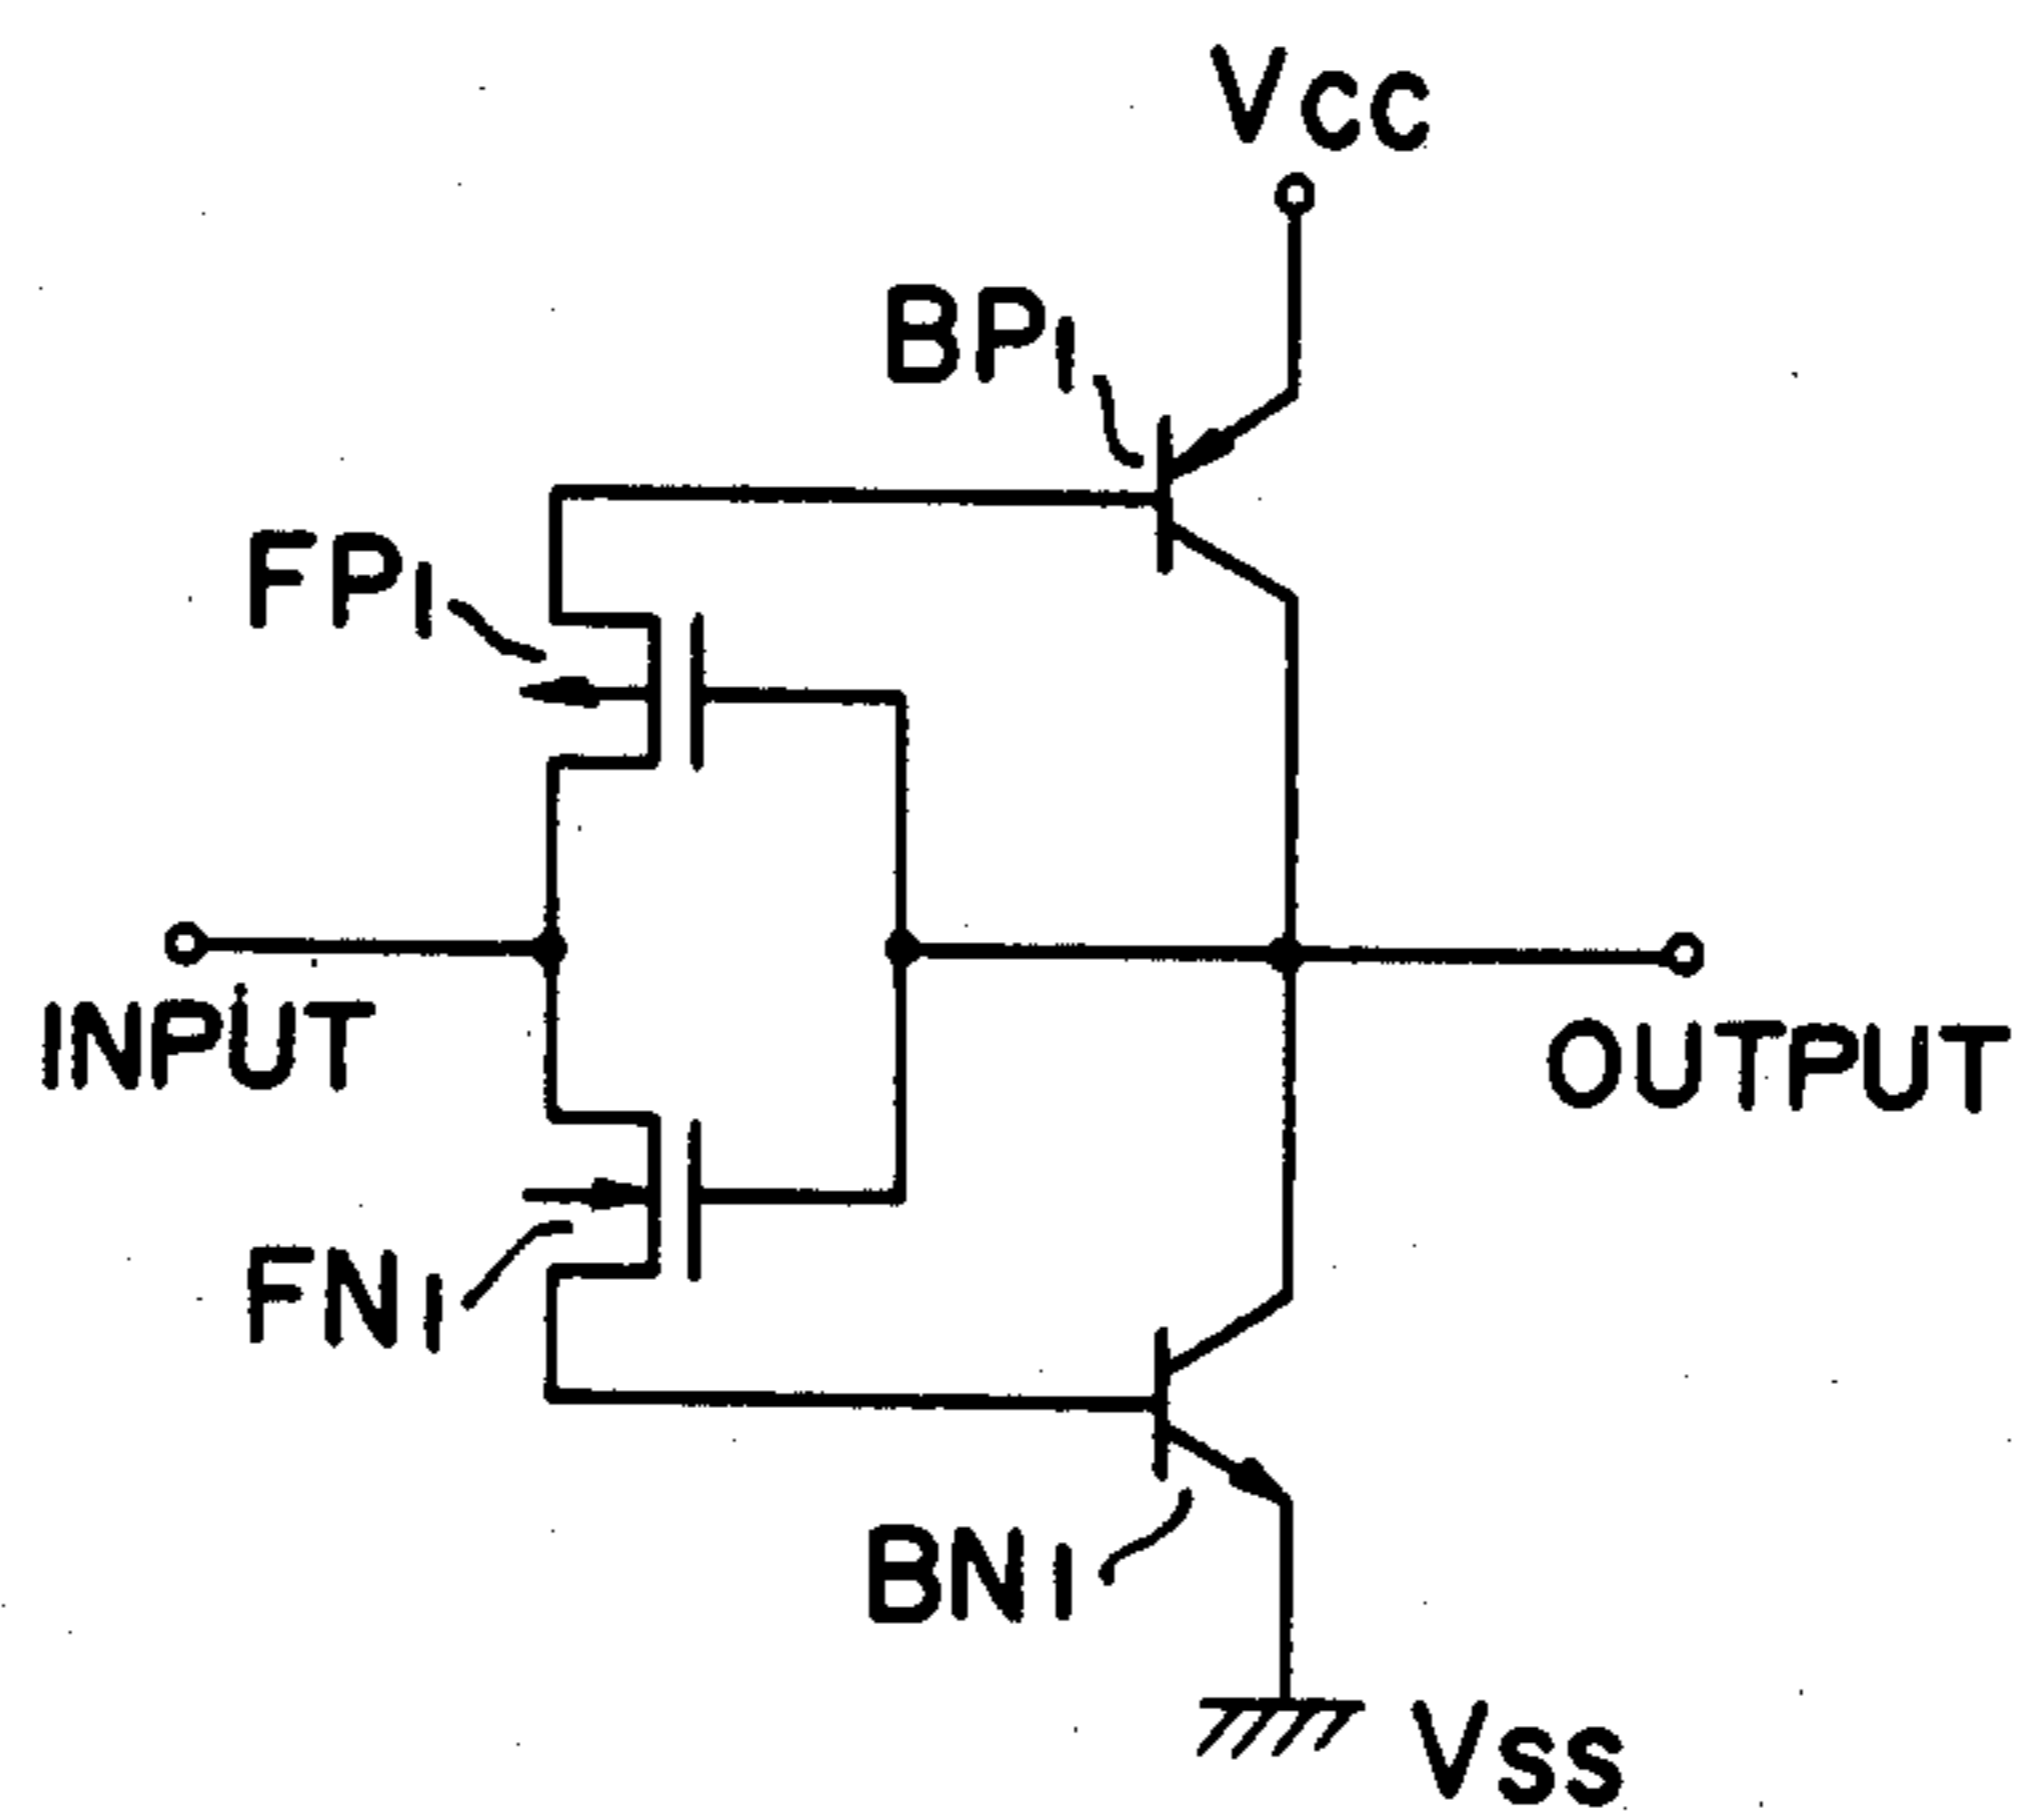 VCC
BP1
FP1
INPUT
OUTPUT
FN1
BN1
VSS